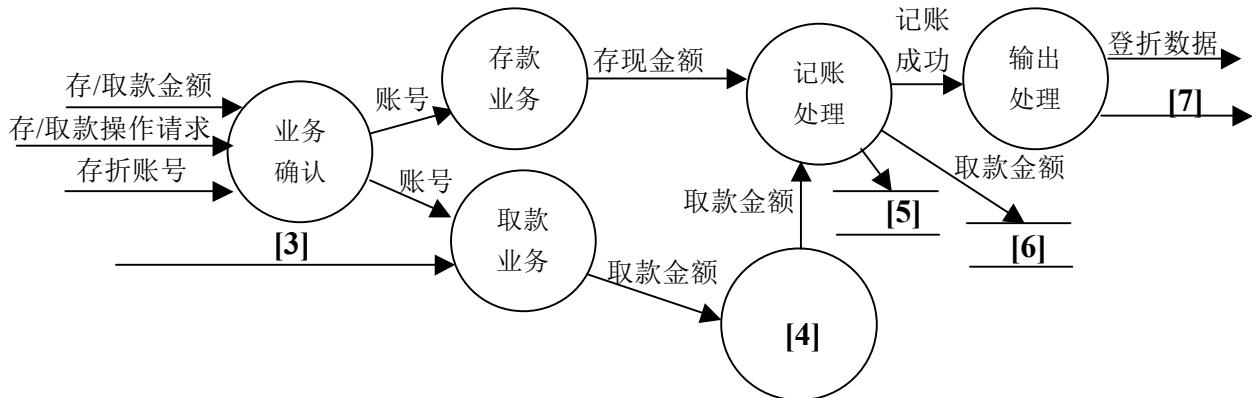 存/取款金额
存/取款操作请求
存折账号
业务
确认
账号
账号
[3]
存款
业务
存现金额
取款
业务
取款金额
[4]
取款金额
记账
处理
记账
成功
[5]
取款金额
[6]
输出
处理
登折数据
[7]